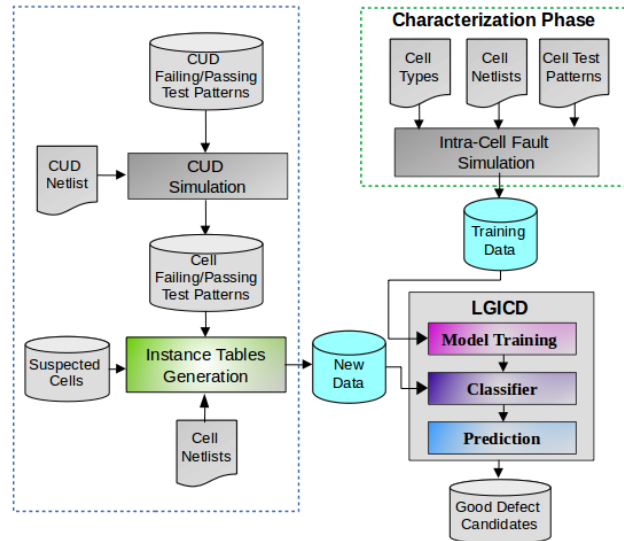 CUD
Failing/Passing
Test Patterns
CUD
Netlist
CUD
Simulation
Cell
Failing/Passing
Test Patterns
Suspected
Cells
Instance Tables
Generation
Cell
Netlists
New
Data
Characterization Phase
Cell
Types
Cell
Netlists
Cell Test
Patterns
Intra-Cell Fault
Simulation
Training
Data
LGICD
Model Training
Classifier
Prediction
Good Defect
Candidates